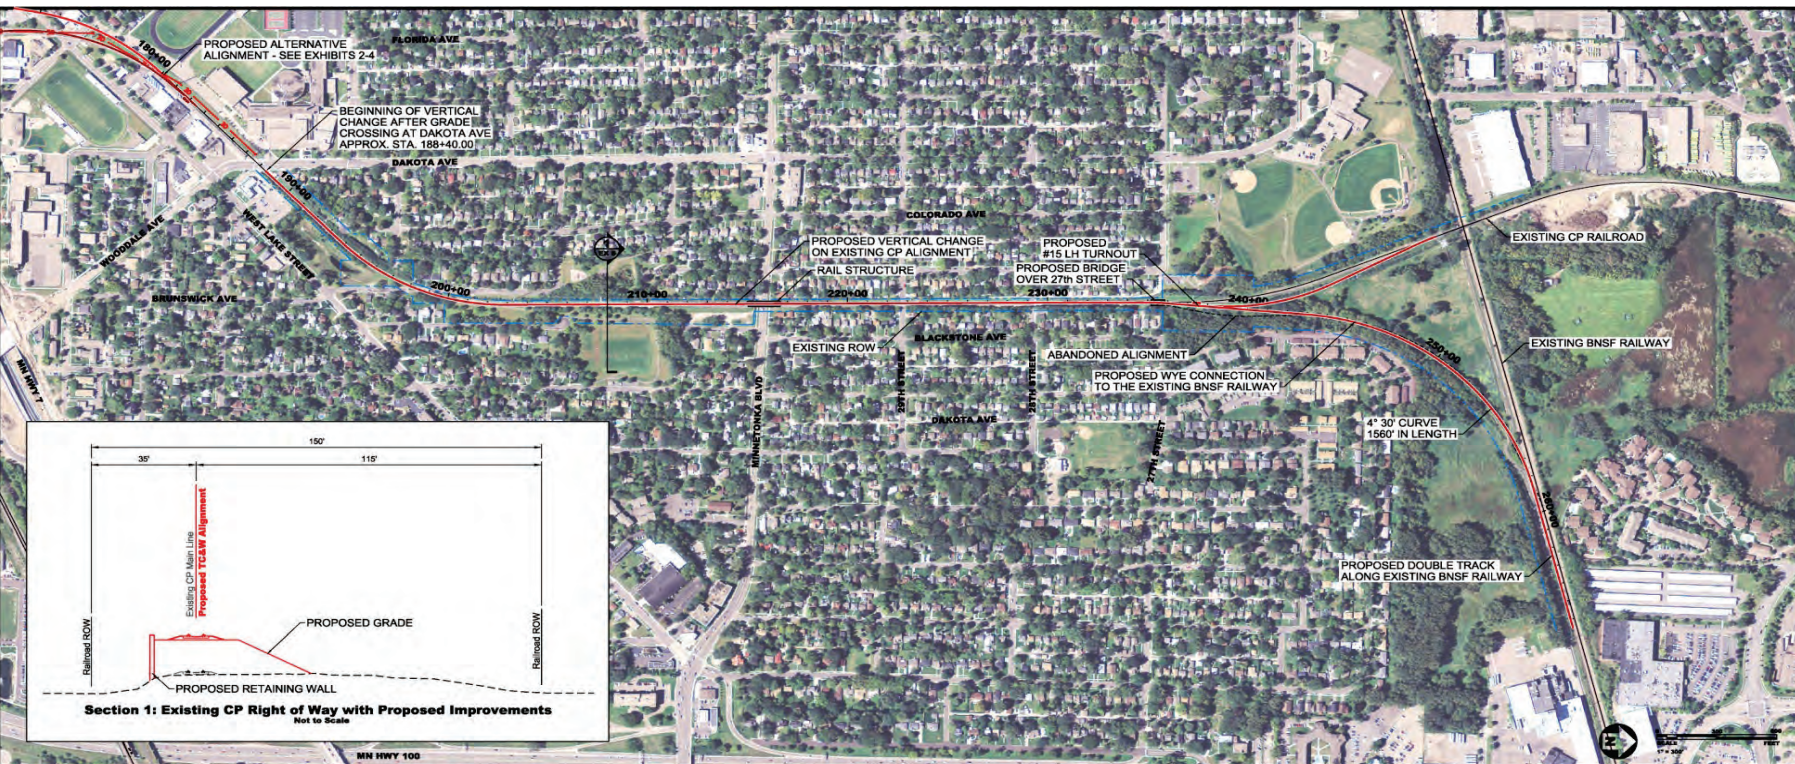 FLORIDA AVE
180+00
PROPOSED ALTERNATIVE
ALIGNMENT - SEE EXHIBITS 2-4
BEGINNING OF VERTICAL
CHANGE AFTER GRADE
CROSSING AT DAKOTA AVE
APPROX. STA. 188+40.00
DAKOTA AVE
190+00
WOODDALE AVE
WEST LAKE STREET
BRUNSWICK AVE
MN HWY 7
COLORADO AVE
PROPOSED VERTICAL CHANGE
ON EXISTING CP ALIGNMENT
RAIL STRUCTURE
PROPOSED
#15 LH TURNOUT
PROPOSED BRIDGE
OVER 27th STREET
EXISTING CP RAILROAD
200+00
210+00
220+00
230+00
240+00
250+00
260+00
EXISTING ROW
BLACKSTONE AVE
ABANDONED ALIGNMENT
EXISTING BNSF RAILWAY
PROPOSED WYE CONNECTION
TO THE EXISTING BNSF RAILWAY
MINNETONKA BLVD
29TH STREET
28TH STREET
277TH STREET
DAKOTA AVE
4° 30' CURVE
1560' IN LENGTH
PROPOSED DOUBLE TRACK
ALONG EXISTING BNSF RAILWAY
150'
35'
115'
Existing CP Main Line
Proposed TC&W Alignment
Railroad ROW
Railroad ROW
PROPOSED GRADE
PROPOSED RETAINING WALL
Section 1: Existing CP Right of Way with Proposed Improvements
Not to Scale
MN HWY 100
N
SCALE
FEET